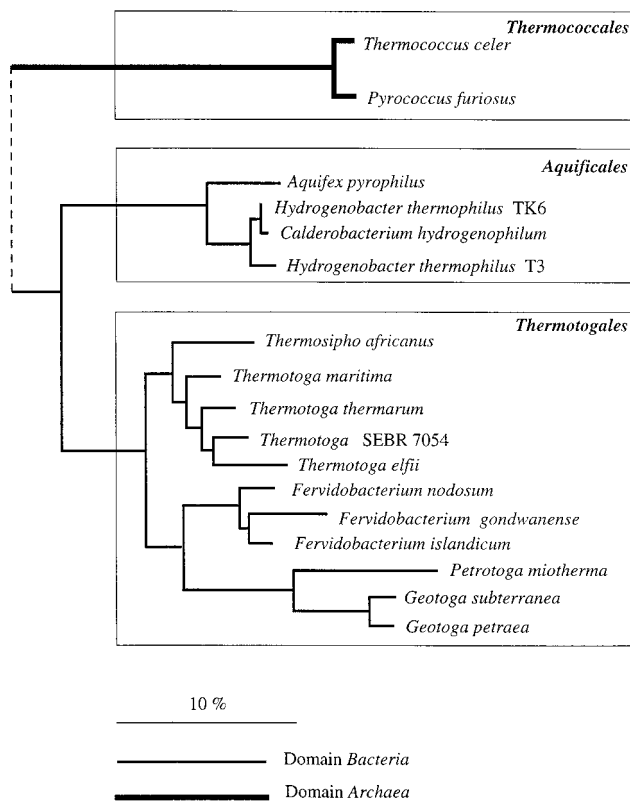 Thermococcales
Thermococcus celer
Pyrococcus furiosus
Aquificales
Aquifex pyrophilus
Hydrogenobacter thermophilus TK6
Calderobacterium hydrogenophilum
Hydrogenobacter thermophilus T3
Thermotogales
Thermosipho africanus
Thermotoga maritima
Thermotoga thermarum
Thermotoga SEBR 7054
Thermotoga elfii
Fervidobacterium nodosum
Fervidobacterium gondwanense
Fervidobacterium islandicum
Petrotoga miotherma
Geotoga subterranea
Geotoga petraea
10 %
Domain Bacteria
Domain Archaea